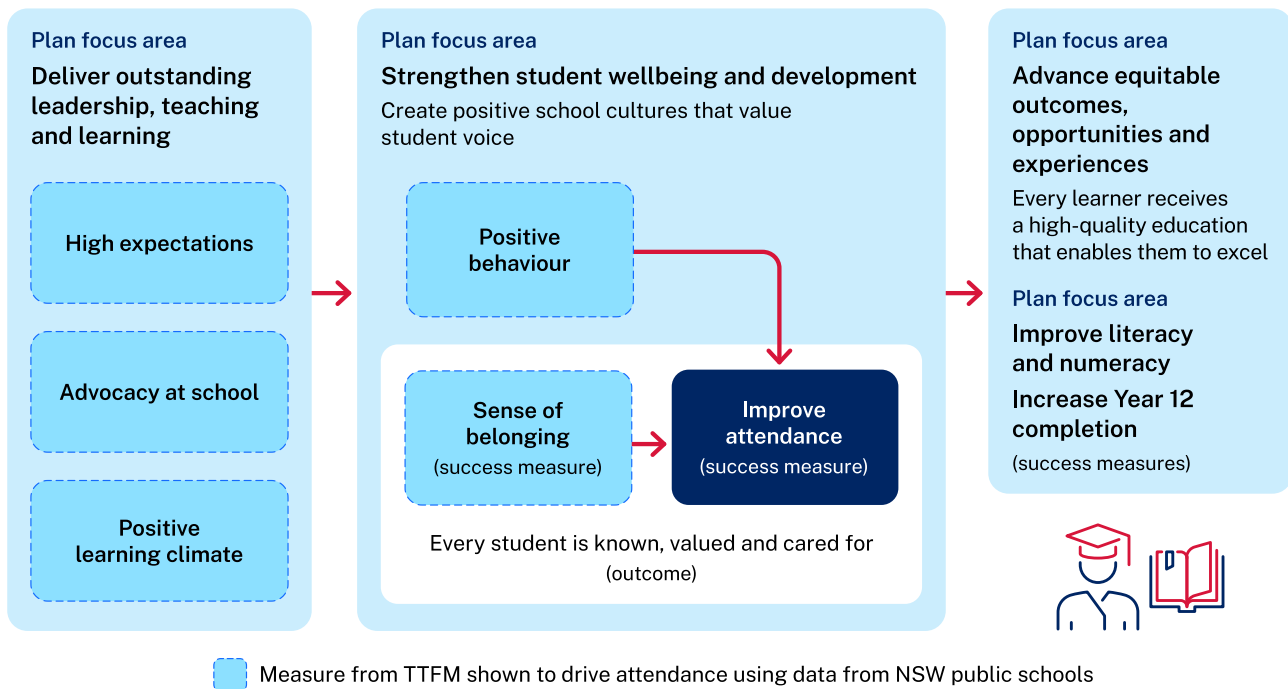 Plan focus area
Deliver outstanding
leadership, teaching
and learning
High expectations
Advocacy at school
Positive
learning climate
Plan focus area
Strengthen student wellbeing and development
Create positive school cultures that value
student voice
Positive
behaviour
Sense of
belonging
(success measure)
Improve
attendance
(success measure)
Every student is known, valued and cared for
(outcome)
Plan focus area
Advance equitable
outcomes,
opportunities and
experiences
Every learner receives
a high-quality education
that enables them to excel
Plan focus area
Improve literacy
and numeracy
Increase Year 12
completion
(success measures)
Measure from TTFM shown to drive attendance using data from NSW public schools